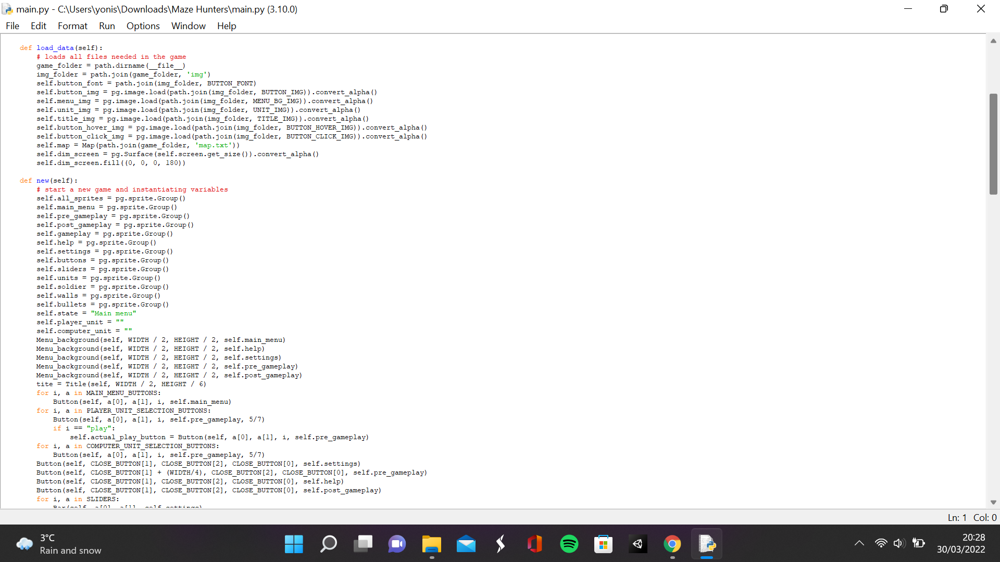 main.py - C:\Users\yonis\Downloads\Maze Hunters\main.py (3.10.0)
File Edit Format Run Options Window Help
def load_data(self):
# loads all files needed in the game
game_folder = path.dirname(__file__)
img_folder = path.join(game_folder, 'img')
self.button_font = path.join(img_folder, BUTTON_FONT)
self.button_img = pg.image.load(path.join(img_folder, BUTTON_IMG)).convert_alpha()
self.menu_img = pg.image.load(path.join(img_folder, MENU_BG_IMG)).convert_alpha()
self.unit_img = pg.image.load(path.join(img_folder, UNIT_IMG)).convert_alpha()
self.title_img = pg.image.load(path.join(img_folder, TITLE_IMG)).convert_alpha()
self.button_hover_img = pg.image.load(path.join(img_folder, BUTTON_HOVER_IMG)).convert_alpha()
self.button_click_img = pg.image.load(path.join(img_folder, BUTTON_CLICK_IMG)).convert_alpha()
self.map = Map(path.join(game_folder, 'map.txt'))
self.dim_screen = pg.Surface(self.screen.get_size()).convert_alpha()
self.dim_screen.fill((0, 0, 0, 180))
def new(self):
# start a new game and instantiating variables
self.all_sprites = pg.sprite.Group()
self.main_menu = pg.sprite.Group()
self.pre_gameplay = pg.sprite.Group()
self.post_gameplay = pg.sprite.Group()
self.gameplay = pg.sprite.Group()
self.help = pg.sprite.Group()
self.settings = pg.sprite.Group()
self.buttons = pg.sprite.Group()
self.sliders = pg.sprite.Group()
self.units = pg.sprite.Group()
self.soldier = pg.sprite.Group()
self.walls = pg.sprite.Group()
self.bullets = pg.sprite.Group()
self.state = "Main menu"
self.player_unit = ""
self.computer_unit = ""
Menu_background(self, WIDTH / 2, HEIGHT / 2, self.main_menu)
Menu_background(self, WIDTH / 2, HEIGHT / 2, self.help)
Menu_background(self, WIDTH / 2, HEIGHT / 2, self.settings)
Menu_background(self, WIDTH / 2, HEIGHT / 2, self.pre_gameplay)
Menu_background(self, WIDTH / 2, HEIGHT / 2, self.post_gameplay)
tite = Title(self, WIDTH / 2, HEIGHT / 6)
for i, a in MAIN_MENU_BUTTONS:
Button(self, a[0], a[1], i, self.main_menu)
for i, a in PLAYER_UNIT_SELECTION_BUTTONS:
Button(self, a[0], a[1], i, self.pre_gameplay, 5/7)
if i == "play":
self.actual_play_button = Button(self, a[0], a[1], i, self.pre_gameplay)
for i, a in COMPUTER_UNIT_SELECTION_BUTTONS:
Button(self, a[0], a[1], i, self.pre_gameplay, 5/7)
Button(self, CLOSE_BUTTON[1], CLOSE_BUTTON[2], CLOSE_BUTTON[0], self.settings)
Button(self, CLOSE_BUTTON[1] + (WIDTH/4), CLOSE_BUTTON[2], CLOSE_BUTTON[0], self.pre_gameplay)
Button(self, CLOSE_BUTTON[1], CLOSE_BUTTON[2], CLOSE_BUTTON[0], self.help)
Button(self, CLOSE_BUTTON[1], CLOSE_BUTTON[2], CLOSE_BUTTON[0], self.post_gameplay)
for i, a in SLIDERS:
Bar(self, a[0], a[1], self.settings)
Ln: 1 Col: 0
3°C
Rain and snow
20:28
30/03/2022